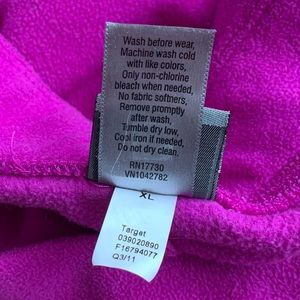 Wash before wear,
Machine wash cold
with like colors,
Only non-chlorine
bleach when needed,
No fabric softners,
Remove promptly
after wash,
Tumble dry low,
Cool iron if needed,
Do not dry clean.
RN17730
VN1042782
XL
Target
039020890
F16794077
Q3/11